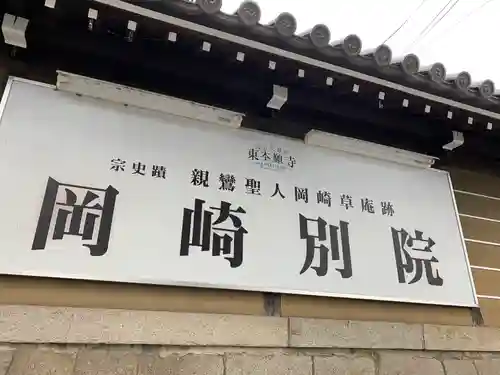 東本願寺
宗史蹟 親鸞聖人岡崎草庵跡
岡崎別院